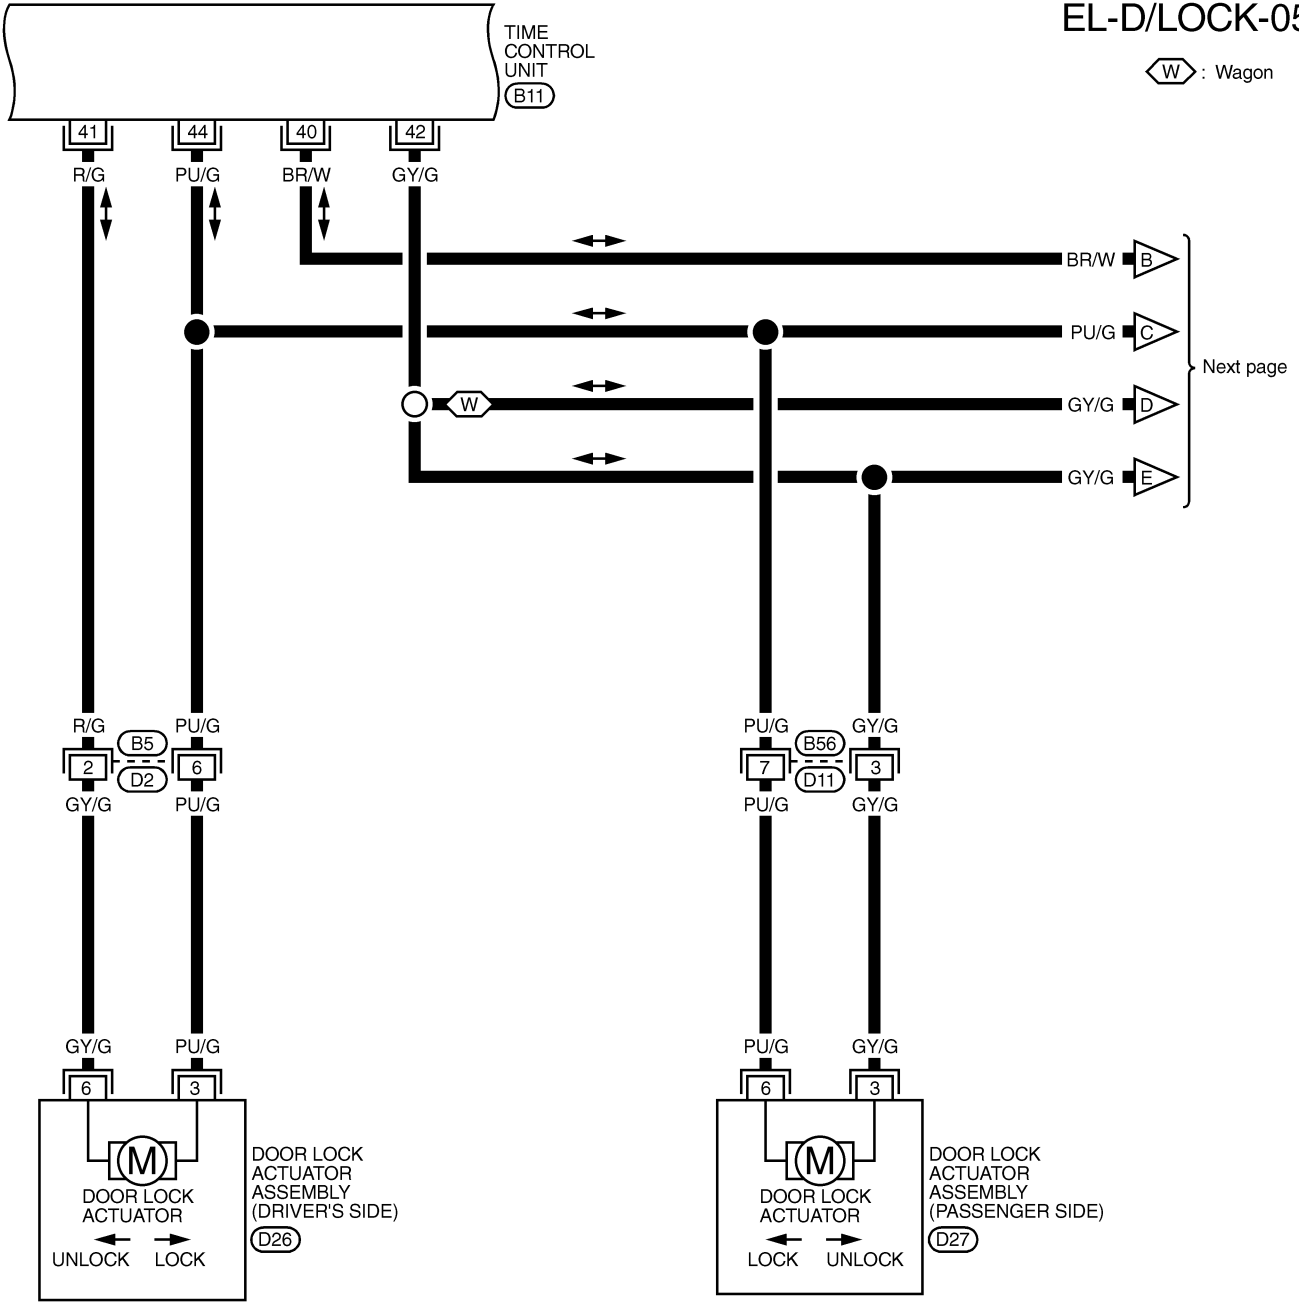 EL-D/LOCK-05
W : Wagon
TIME
CONTROL
UNIT
B11
41 44 40 42
R/G PU/G BR/W GY/G
BR/W B
PU/G C
Next page
W GY/G D
GY/G E
R/G PU/G PU/G GY/G
B5 B56
2 6 7 3
D2 D11
GY/G PU/G PU/G GY/G
GY/G PU/G PU/G GY/G
6 3 6 3
M
DOOR LOCK
ACTUATOR
UNLOCK LOCK
DOOR LOCK
ACTUATOR
ASSEMBLY
(DRIVER'S SIDE)
D26
M
DOOR LOCK
ACTUATOR
LOCK UNLOCK
DOOR LOCK
ACTUATOR
ASSEMBLY
(PASSENGER SIDE)
D27